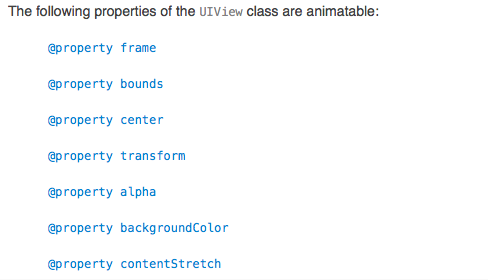 The following properties of the UIView class are animatable:
@property frame
@property bounds
@property center
@property transform
@property alpha
@property backgroundColor
@property contentStretch